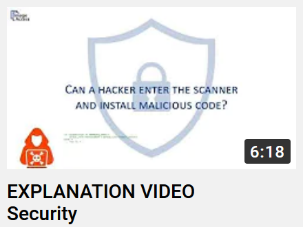 CAN A HACKER ENTER THE SCANNER
AND INSTALL MALICIOUS CODE?
6:18
EXPLANATION VIDEO
Security